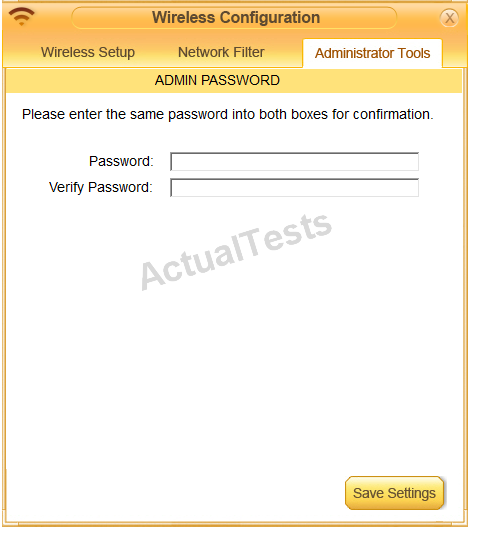 Wireless Configuration
X
Wireless Setup Network Filter Administrator Tools
ADMIN PASSWORD
Please enter the same password into both boxes for confirmation.
Password:
Verify Password:
ActualTests
Save Settings